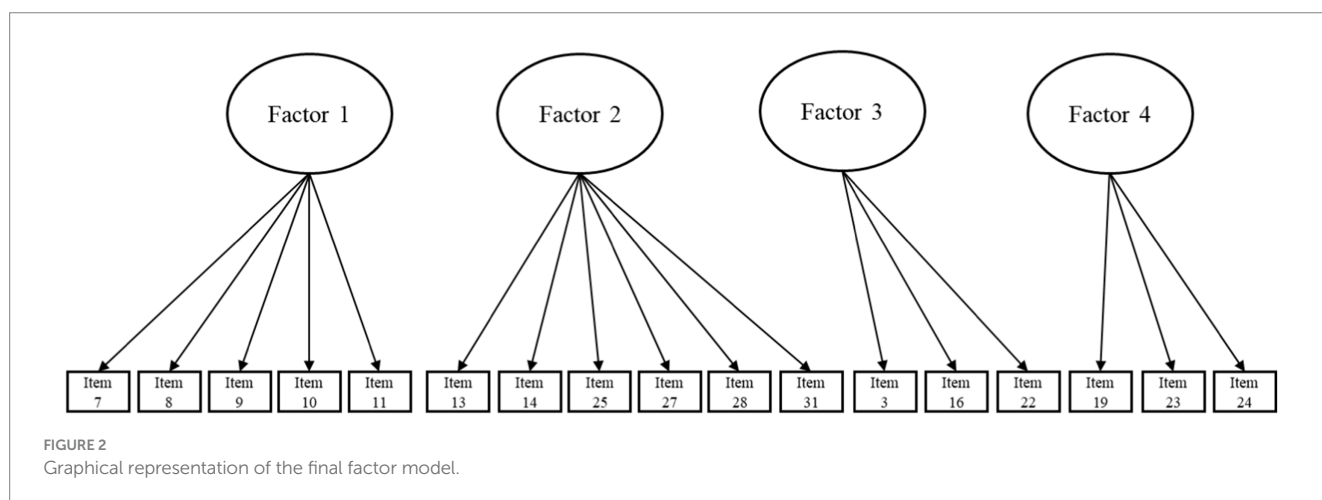 Factor 1
Factor 2
Factor 3
Factor 4
Item
7
Item
8
Item
9
Item
10
Item
11
Item
13
Item
14
Item
25
Item
27
Item
28
Item
31
Item
3
Item
16
Item
22
Item
19
Item
23
Item
24
FIGURE 2
Graphical representation of the final factor model.